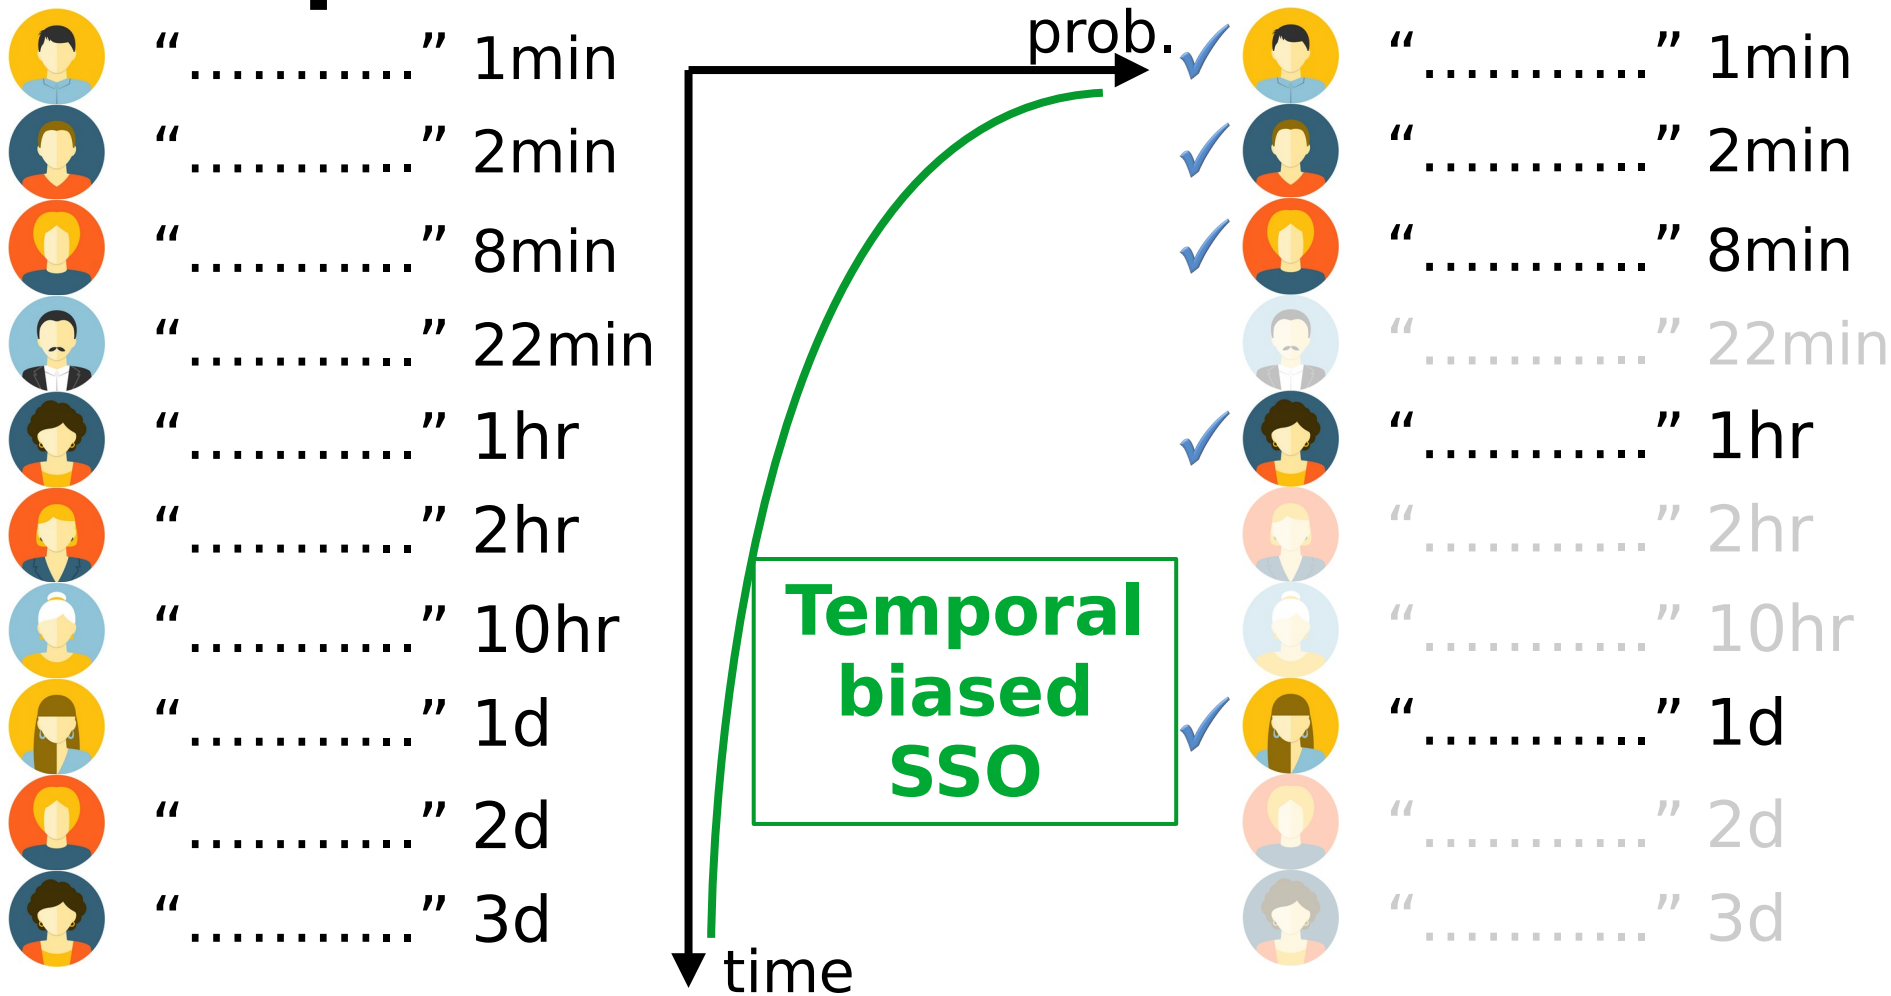 “...........” 1min
“...........” 2min
“...........” 8min
“...........” 22min
“...........” 1hr
“...........” 2hr
“...........” 10hr
“...........” 1d
“...........” 2d
“...........” 3d
prob.
Temporal
biased
SSO
time
“...........” 1min
“...........” 2min
“...........” 8min
“...........” 22min
“...........” 1hr
“...........” 2hr
“...........” 10hr
“...........” 1d
“...........” 2d
“...........” 3d